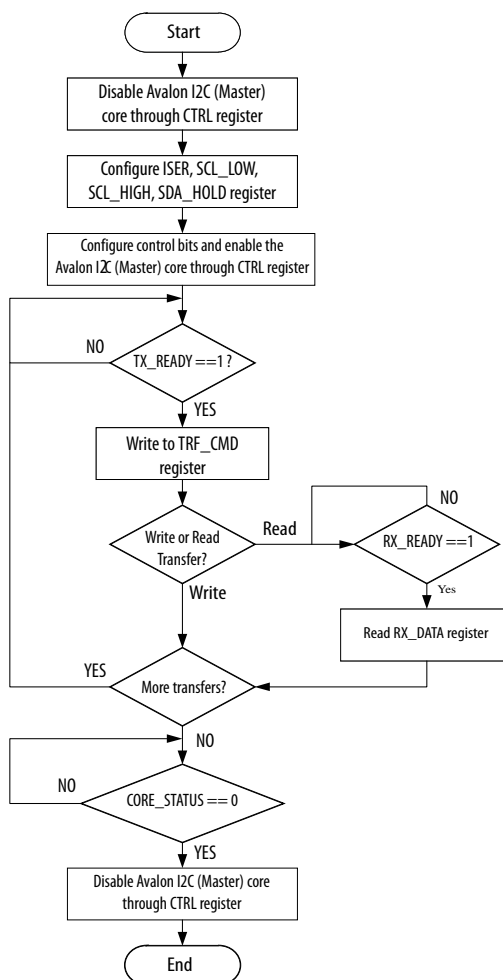 Start
Disable Avalon I2C (Master)
core through CTRL register
Configure ISER, SCL_LOW,
SCL_HIGH, SDA_HOLD register
Configure control bits and enable the
Avalon I2C (Master) core through CTRL register
NO
TX_READY ==1 ?
YES
Write to TRF_CMD
register
NO
Write or Read
Transfer?
Read
RX_READY ==1
Write
Yes
Read RX_DATA register
YES
More transfers?
NO
NO
CORE_STATUS == 0
YES
Disable Avalon I2C (Master) core
through CTRL register
End